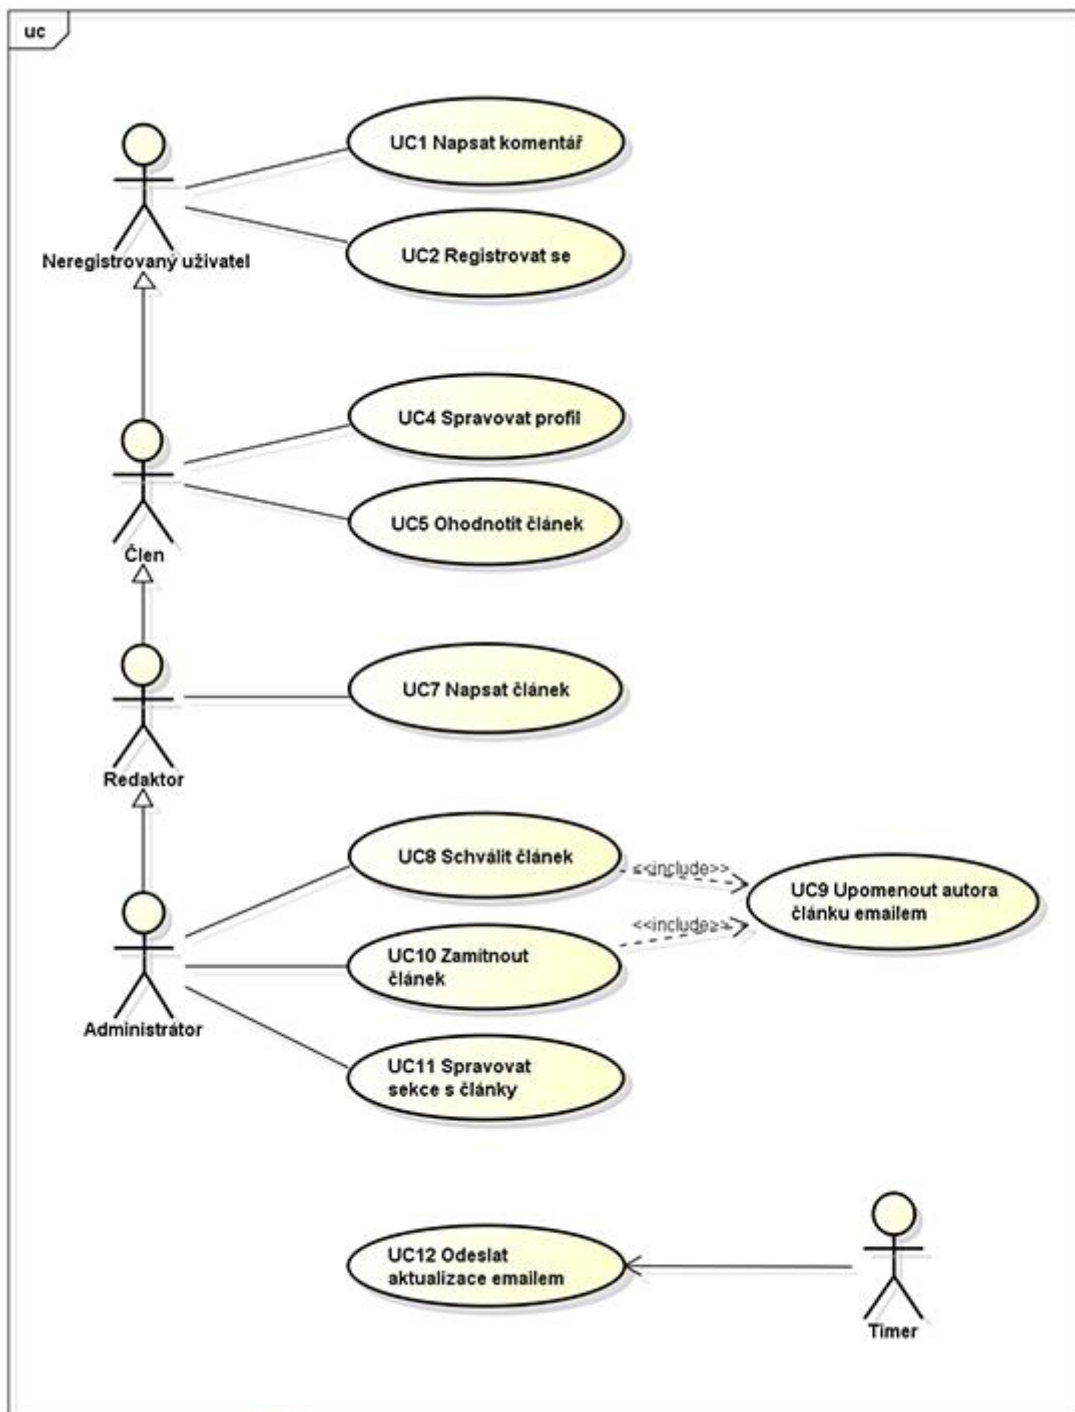 uc
UC1 Napsat komentář
UC2 Registrovat se
Neregistrovaný uživatel
UC4 Spravovat profil
UC5 Ohodnotit článek
Člen
UC7 Napsat článek
Redaktor
UC8 Schválit článek
<<include>>
UC9 Upomenout autora
článku emailem
<<include>>
UC10 Zamítnout
článek
Administrátor
UC11 Spravovat
sekce s články
UC12 Odeslat
aktualizace emailem
Timer